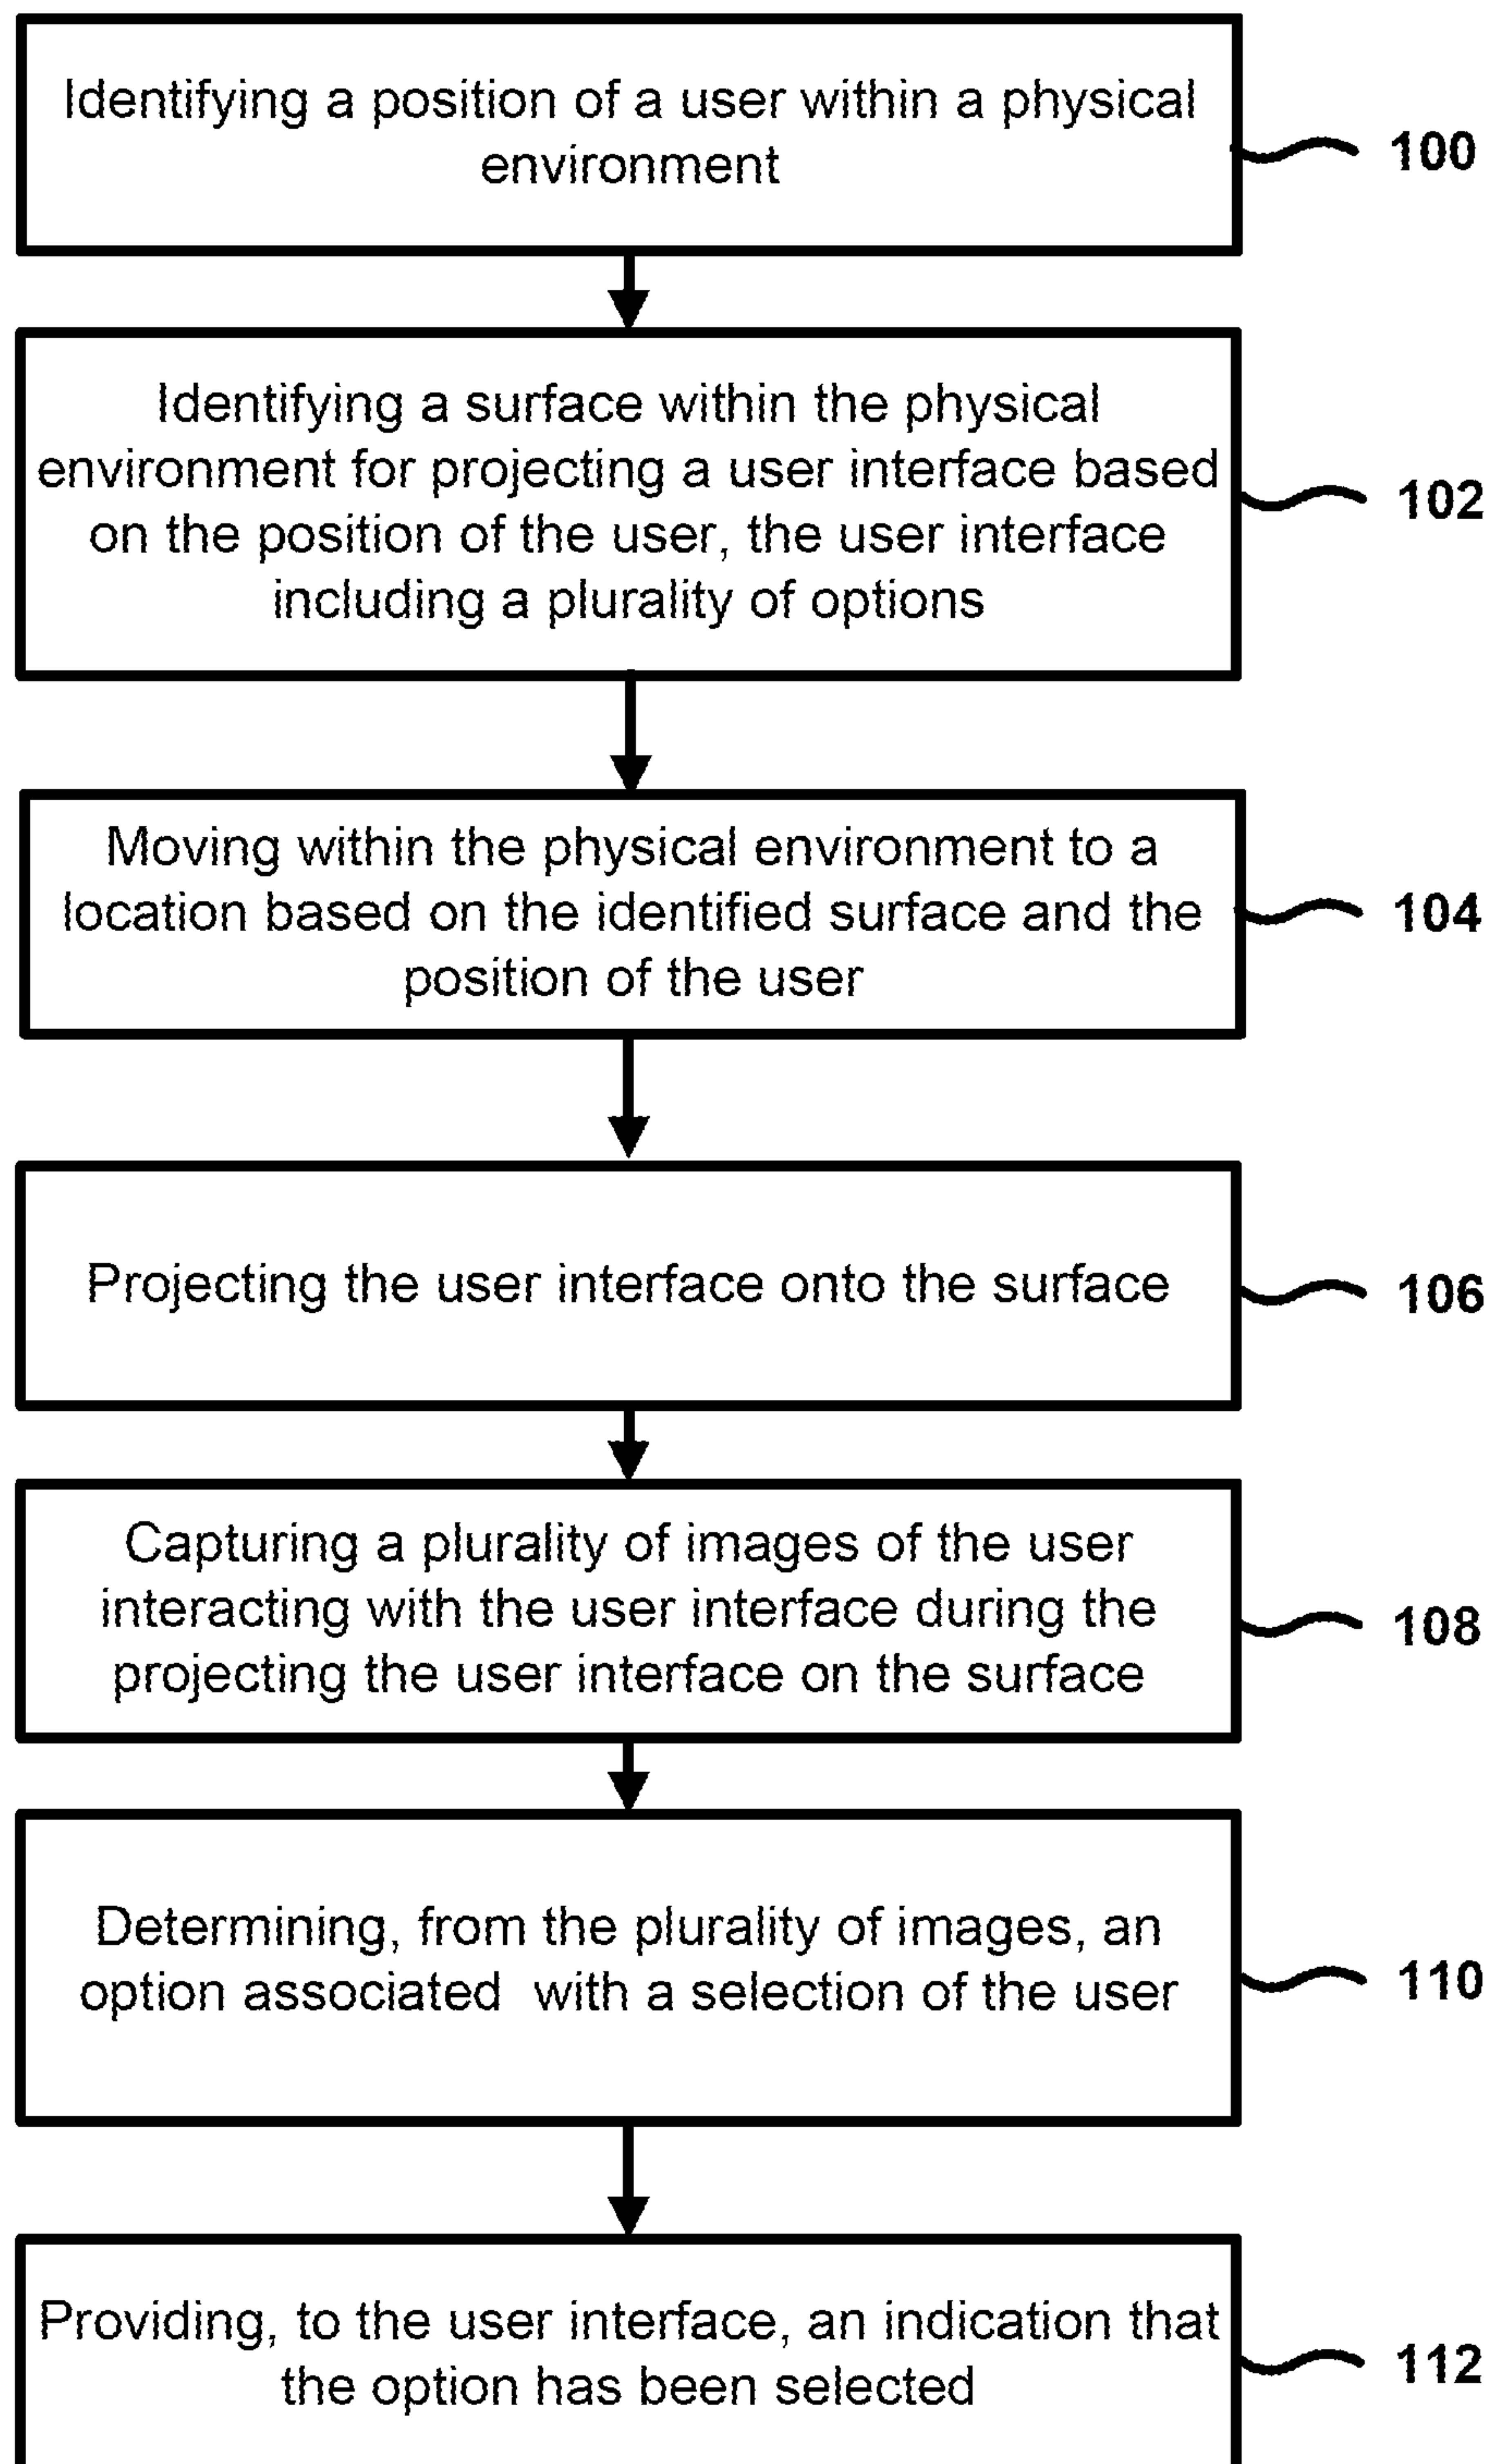 Identifying a position of a user within a physical
environment
100
Identifying a surface within the physical
environment for projecting a user interface based
on the position of the user, the user interface
including a plurality of options
102
Moving within the physical environment to a
location based on the identified surface and the
position of the user
104
Projecting the user interface onto the surface
106
Capturing a plurality of images of the user
interacting with the user interface during the
projecting the user interface on the surface
108
Determining, from the plurality of images, an
option associated  with a selection of the user
110
Providing, to the user interface, an indication that
the option has been selected
112